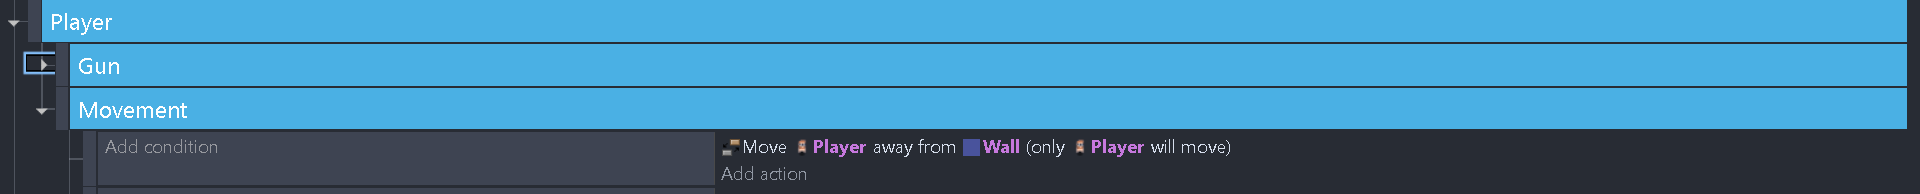 Player
Gun
Movement
Add condition
Move Player away from Wall (only Player will move)
Add action